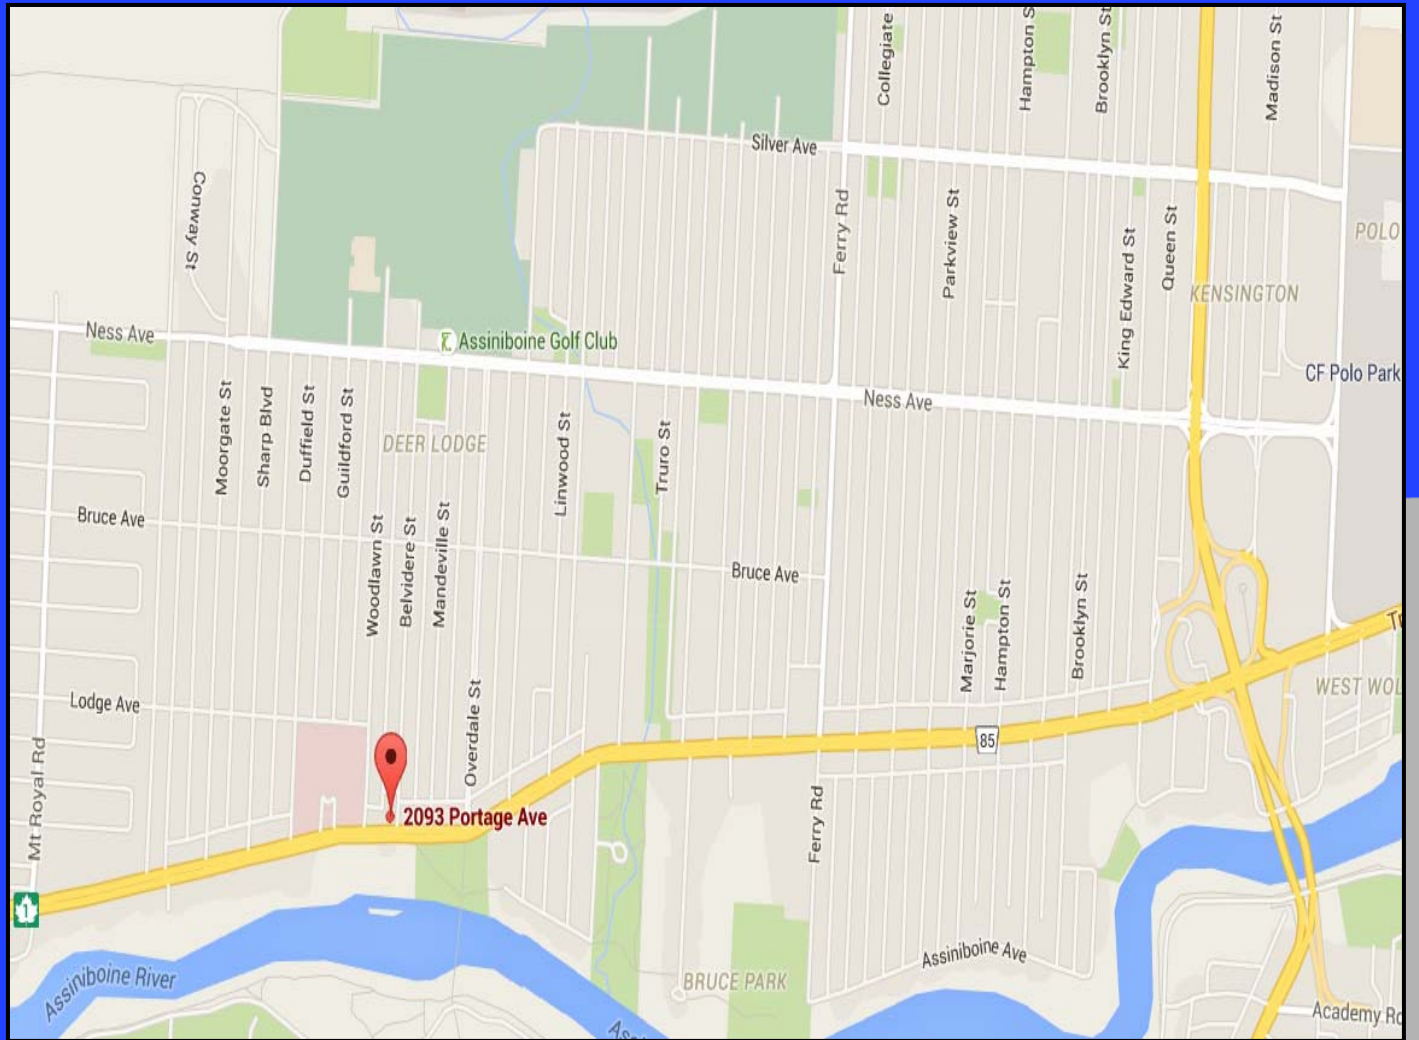 Collegiate
Hampton S
Brooklyn St
Madison St
Silver Ave
Conway St
Ferry Rd
Parkview St
King Edward St
Queen St
POLO
KENSINGTON
Ness Ave
Assiniboine Golf Club
CF Polo Park
Ness Ave
Moorgate St
Sharp Blvd
Duffield St
Guildford St
DEER LODGE
Linwood St
Truro St
Bruce Ave
Woodlawn St
Belvidere St
Mandeville St
Bruce Ave
Marjorie St
Hampton St
Brooklyn St
Tr
WEST WOL
Lodge Ave
Overdale St
85
Mt Royal Rd
2093 Portage Ave
Ferry Rd
1
Assiniboine River
Assiniboine Ave
BRUCE PARK
Academy Rd